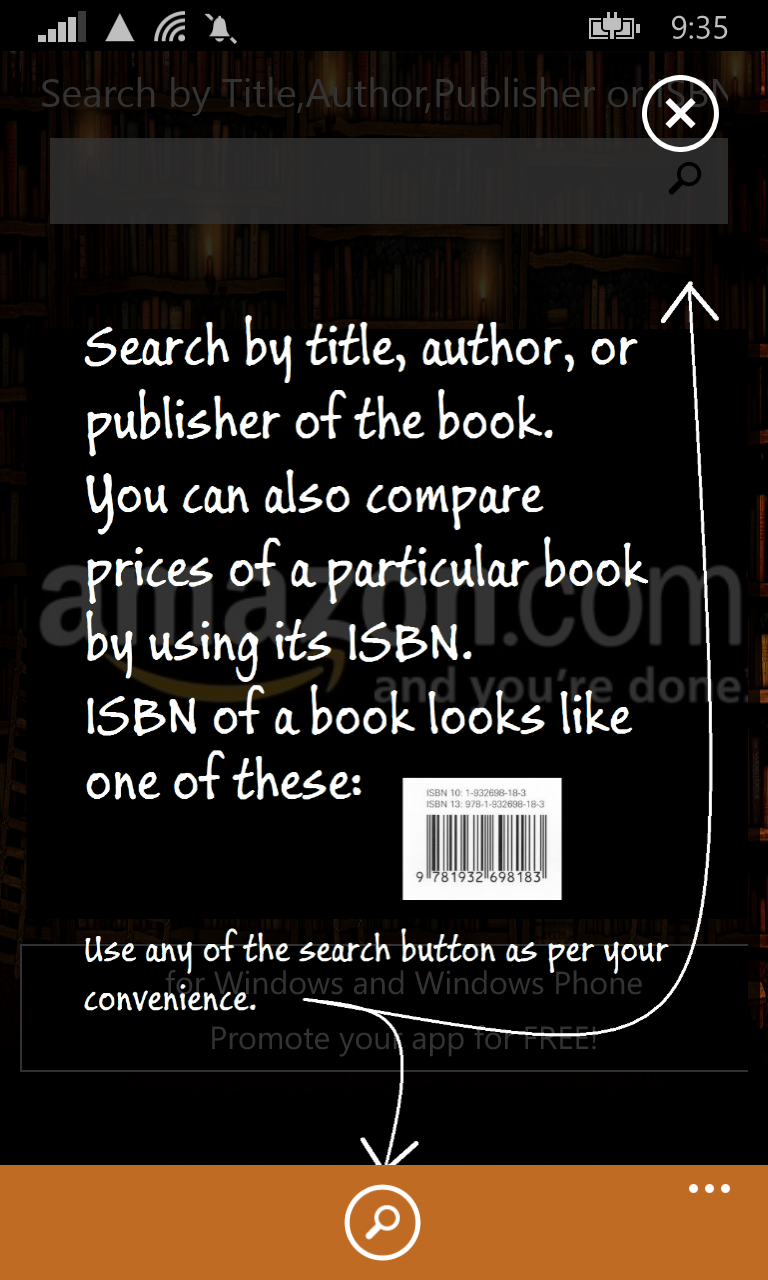 9:35
Search by Title,Author,Publisher or ISBN
Search by title, author, or
publisher of the book.
You can also compare
prices of a particular book
amazon.com
by using its ISBN.
and you're done.
ISBN of a book looks like
one of these:
ISBN 10: 1-932698-18-3
ISBN 13: 978-1-932698-18-3
9 781932 698183
Use any of the search button as per your
for Windows and Windows Phone
convenience.
Promote your app for FREE!